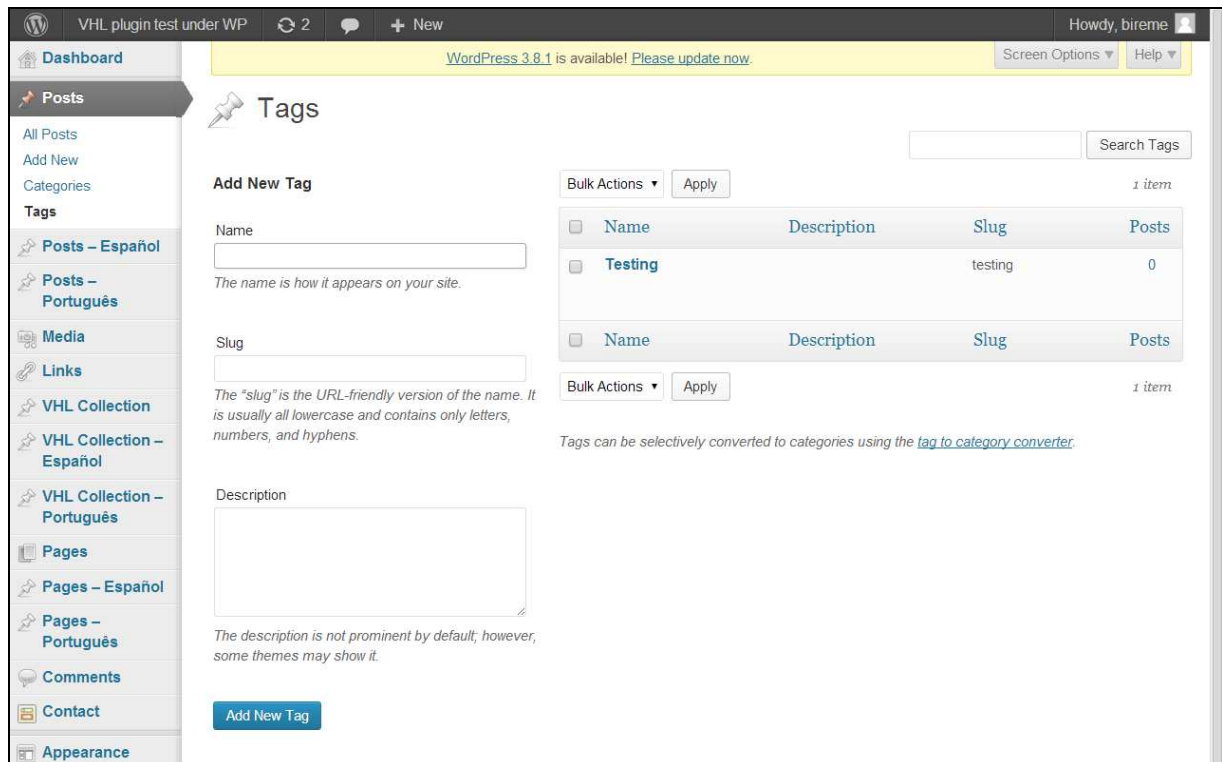 VHL plugin test under WP 2 + New Howdy, bireme
WordPress 3.8.1 is available! Please update now. Screen Options ▼ Help ▼
Dashboard
Posts
All Posts
Add New
Categories
Tags
Posts – Español
Posts –
Português
Media
Links
VHL Collection
VHL Collection –
Español
VHL Collection –
Português
Pages
Pages – Español
Pages –
Português
Comments
Contact
Appearance
Tags
Search Tags
Add New Tag
Name
The name is how it appears on your site.
Slug
The “slug” is the URL-friendly version of the name. It
is usually all lowercase and contains only letters,
numbers, and hyphens.
Description
The description is not prominent by default; however,
some themes may show it.
Add New Tag
Bulk Actions ▼ Apply 1 item
Name Description Slug Posts
Testing testing 0
Name Description Slug Posts
Bulk Actions ▼ Apply 1 item
Tags can be selectively converted to categories using the tag to category converter.